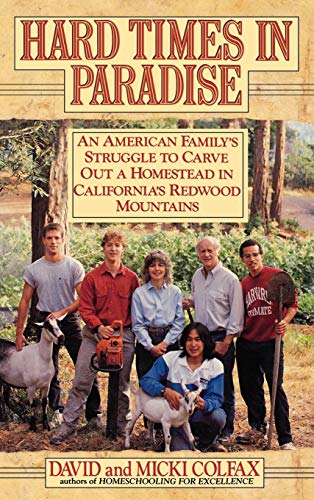 HARD TIMES IN
PARADISE
AN AMERICAN FAMILY'S
STRUGGLE TO CARVE
OUT A HOMESTEAD IN
CALIFORNIA'S REDWOOD
MOUNTAINS
HARVARD
DAVID and MICKI COLFAX
authors of HOMESCHOOLING FOR EXCELLENCE